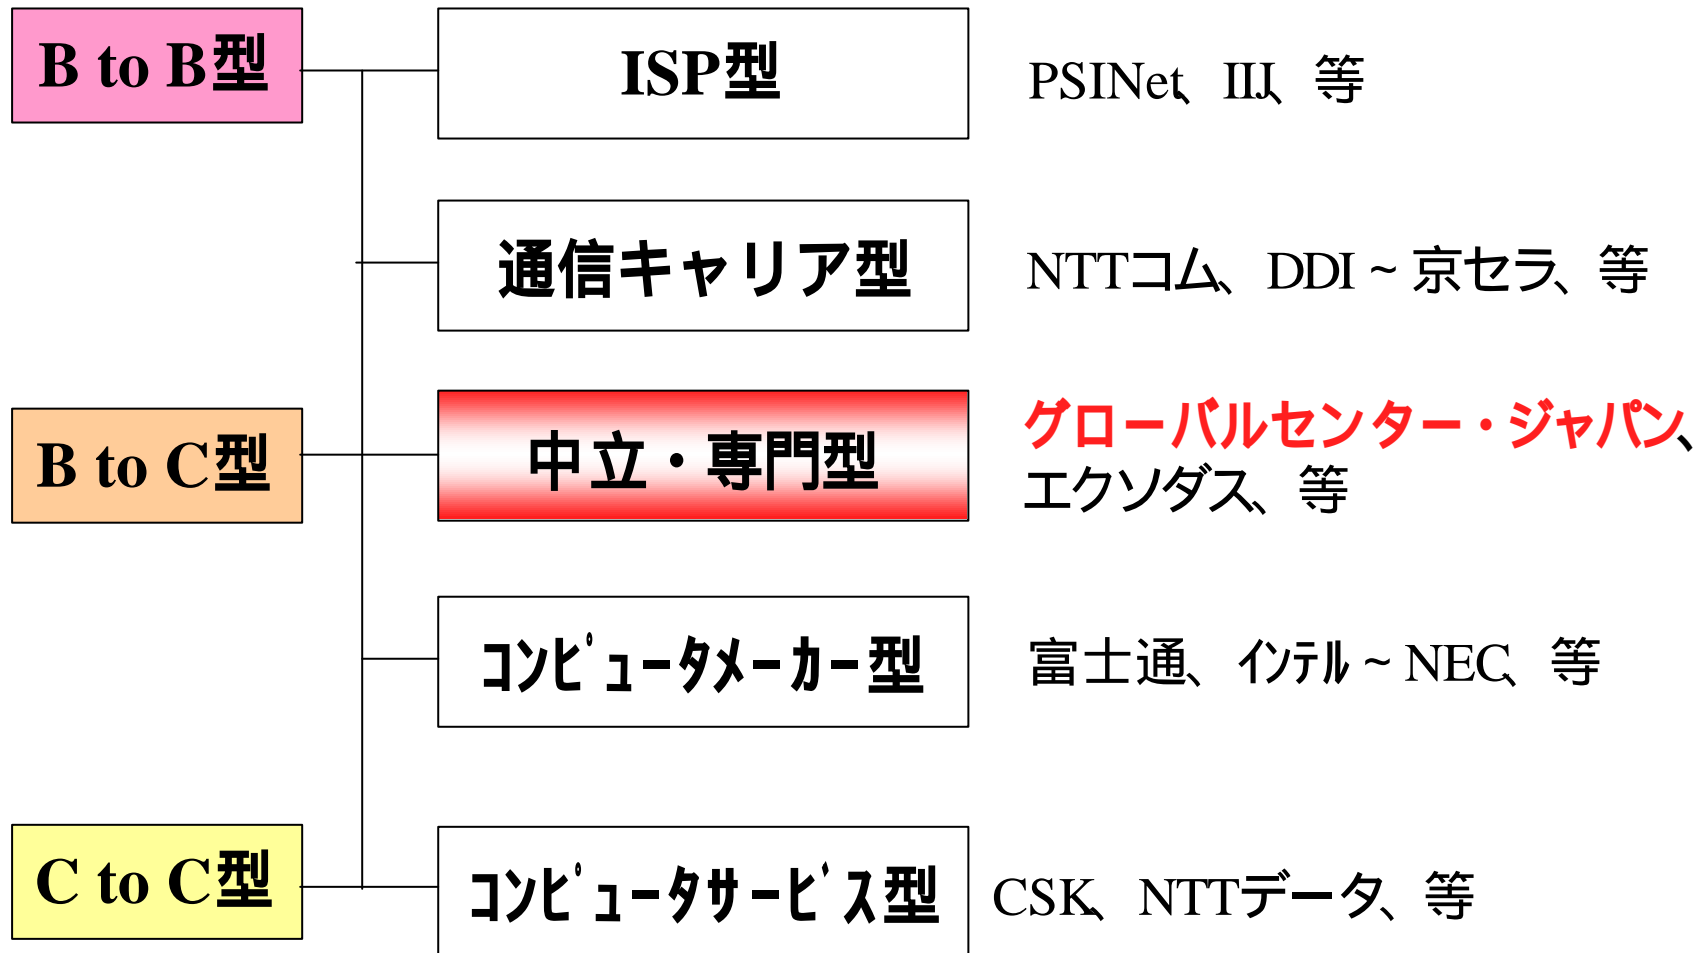 B to B型
ISP型
PSINet、IIJ、等
通信キャリア型
NTTコム、DDI ~ 京セラ、等
B to C型
中立・専門型
グローバルセンター・ジャパン、
エクソダス、等
ｺﾝﾋﾟｭｰﾀﾒｰｶｰ型
富士通、ｲﾝﾃﾙ ~ NEC、等
C to C型
ｺﾝﾋﾟｭｰﾀｻｰﾋﾞｽ型
CSK、NTTデータ、等